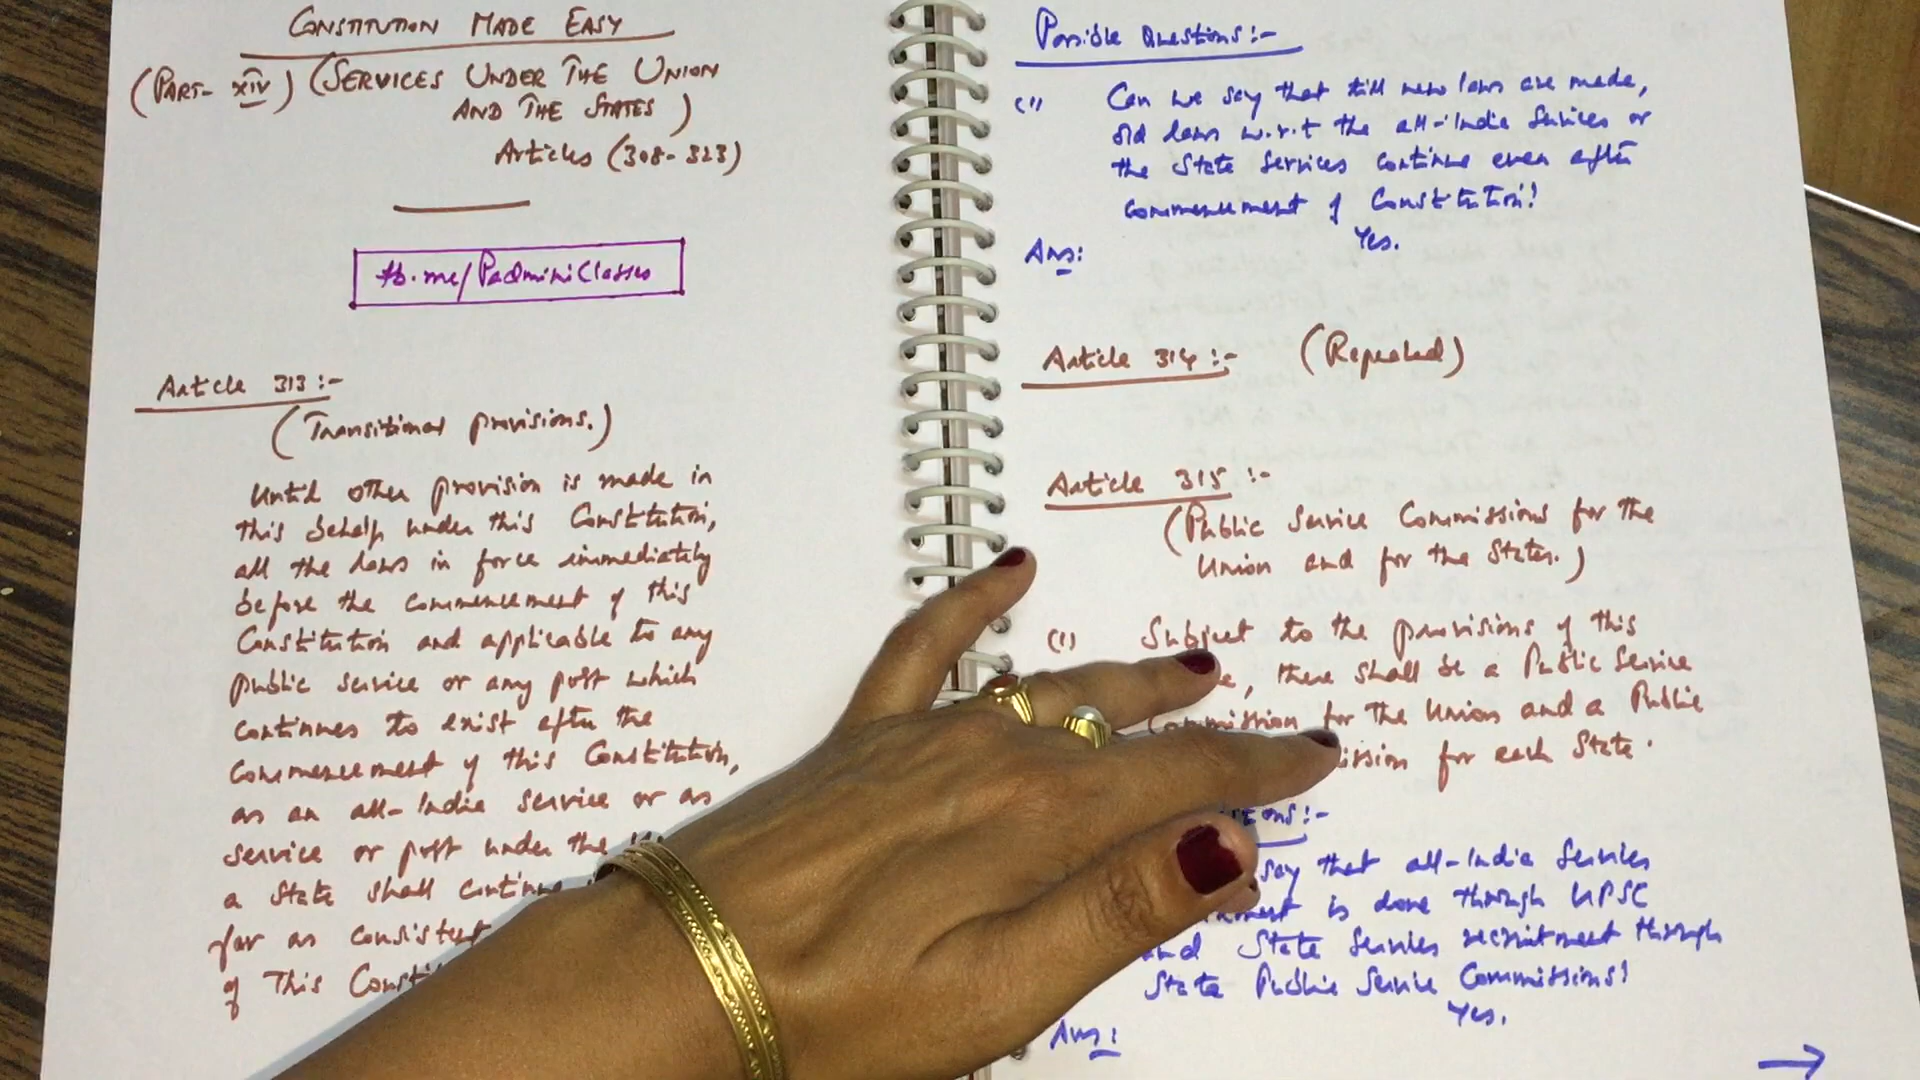 CONSTITUTION MADE EASY
(PART- XIV) (SERVICES UNDER THE UNION
AND THE STATES)
Articles (308-323)
fb.me/PadminiClasses
Article 313:-
(Transitional provisions.)
Until other provision is made in
this behalf under this Constitution,
all the laws in force immediately
before the commencement of this
Constitution and applicable to any
public service or any post which
continues to exist after the
commencement of this Constitution,
as an all-India service or as
service or post under the
a State shall continue
far as consistent
of this
Possible Questions:-
(1) Can we say that till new laws are made,
old laws w.r.t the all-India Services or
the State Services continue even after
commencement of Constitution?
Ans: Yes.
Article 314:- (Repealed)
Article 315:-
(Public Service Commissions for the
Union and for the States.)
(1) Subject to the provisions of this
, there shall be a Public Service
Commission for the Union and a Public
for each State.
say that all-India Services
is done through UPSC
and State Services recruitment through
State Public Service Commissions?
Ans: Yes.